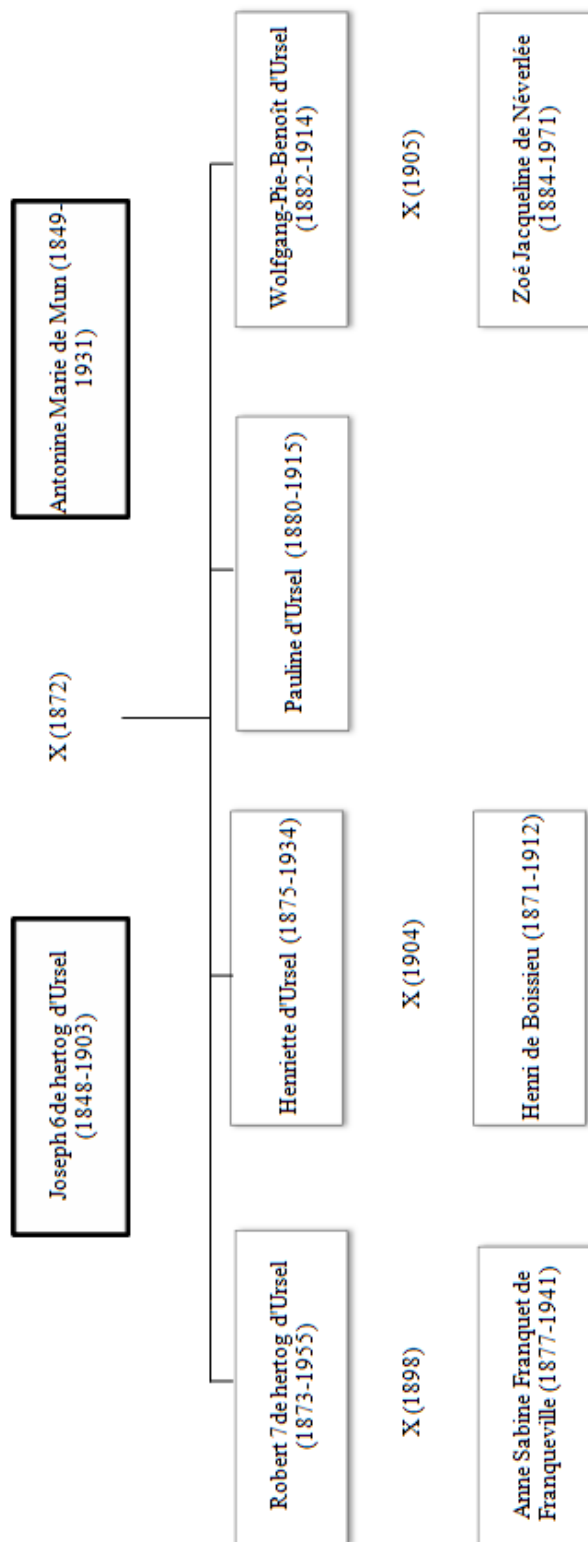 Joseph 6de hertog d'Ursel
(1848-1903)
X (1872)
Antonine Marie de Mun (1849-
1931)
Robert 7de hertog d'Ursel
(1873-1955)
Henriette d'Ursel (1875-1934)
Pauline d'Ursel (1880-1915)
Wolfgang-Pie-Benoît d'Ursel
(1882-1914)
X (1898)
X (1904)
X (1905)
Anne Sabine Franquet de
Franqueville (1877-1941)
Henri de Boissieu (1871-1912)
Zoé Jacqueline de Néverlée
(1884-1971)